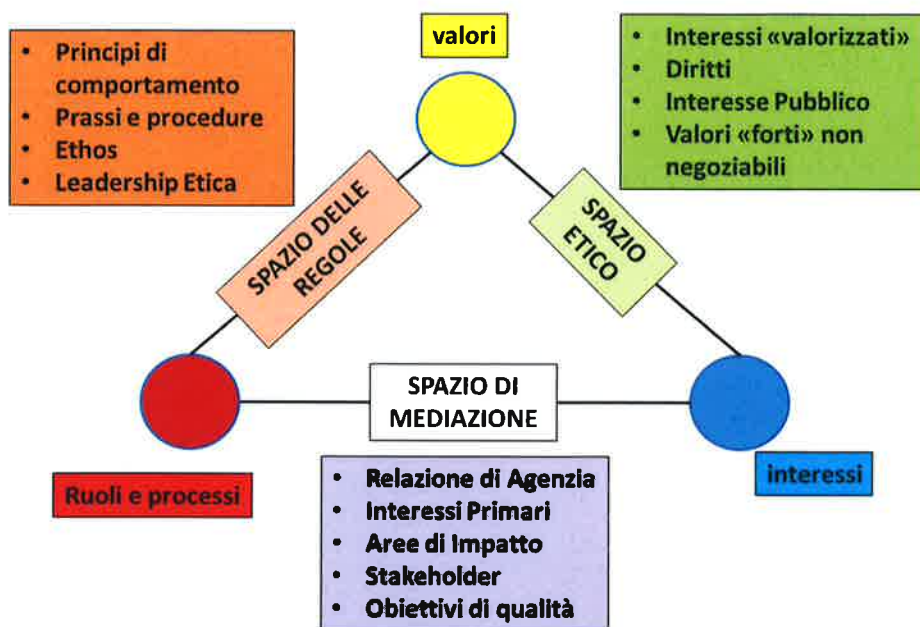 valori
• Principi di
comportamento
• Prassi e procedure
• Ethos
• Leadership Etica
• Interessi «valorizzati»
• Diritti
• Interesse Pubblico
• Valori «forti» non
negoziabili
SPAZIO DELLE
REGOLE
SPAZIO
ETICO
SPAZIO DI
MEDIAZIONE
Ruoli e processi
interessi
• Relazione di Agenzia
• Interessi Primari
• Aree di Impatto
• Stakeholder
• Obiettivi di qualità